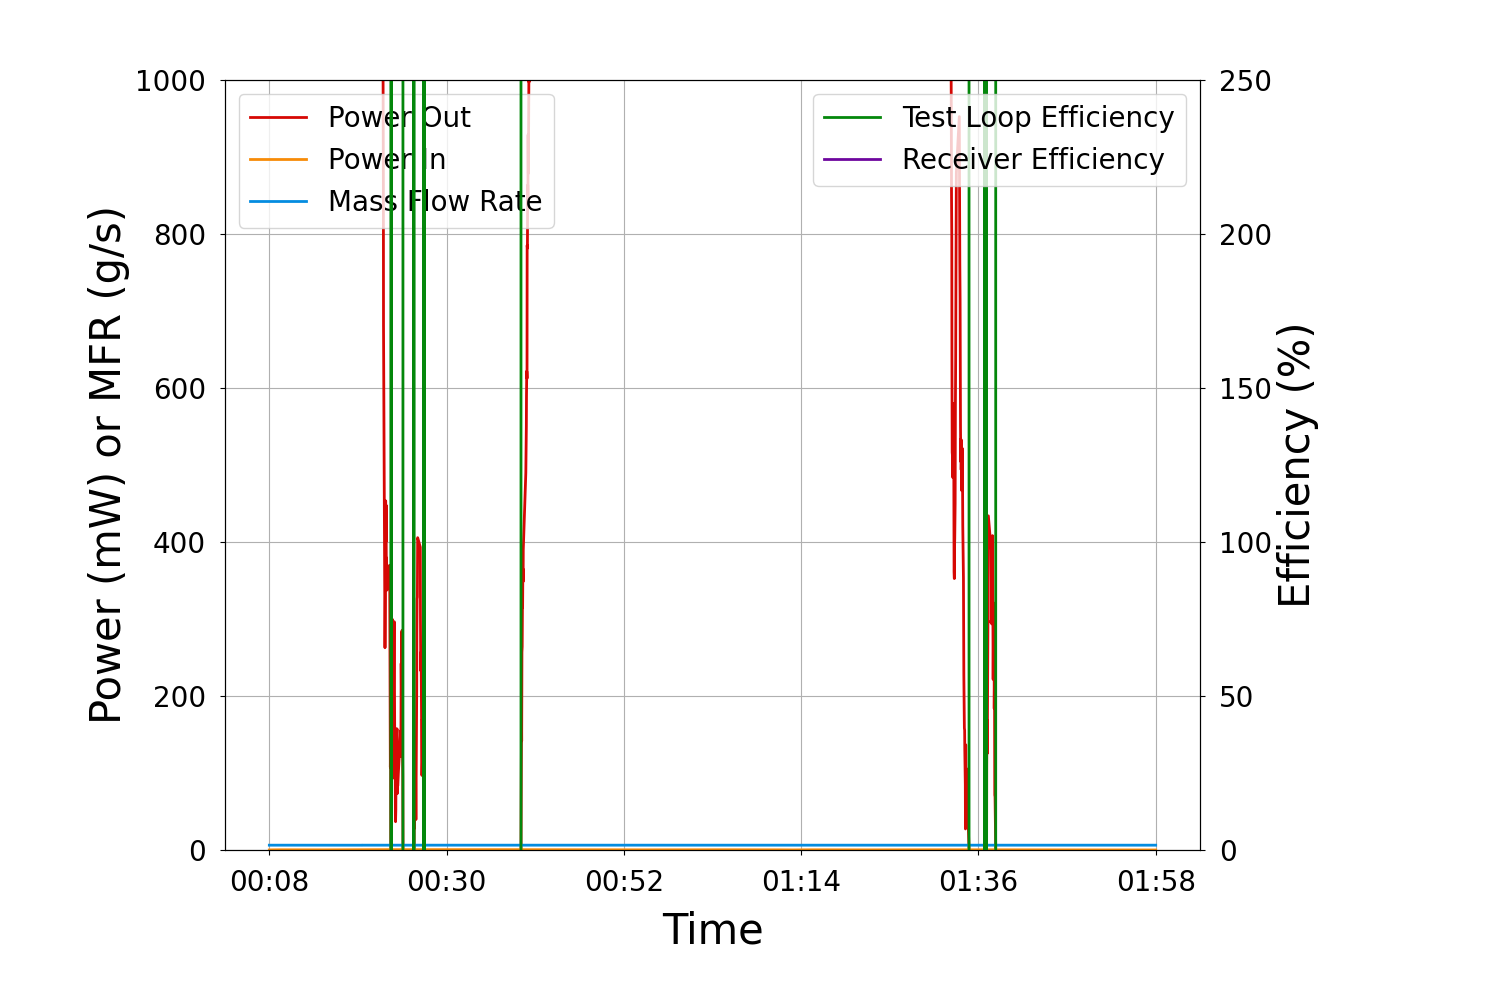 1000
800
600
400
200
0
Power (mW) or MFR (g/s)
Power Out
Power In
Mass Flow Rate
Test Loop Efficiency
Receiver Efficiency
250
200
150
100
50
0
Efficiency (%)
00:08 00:30 00:52 01:14 01:36 01:58
Time